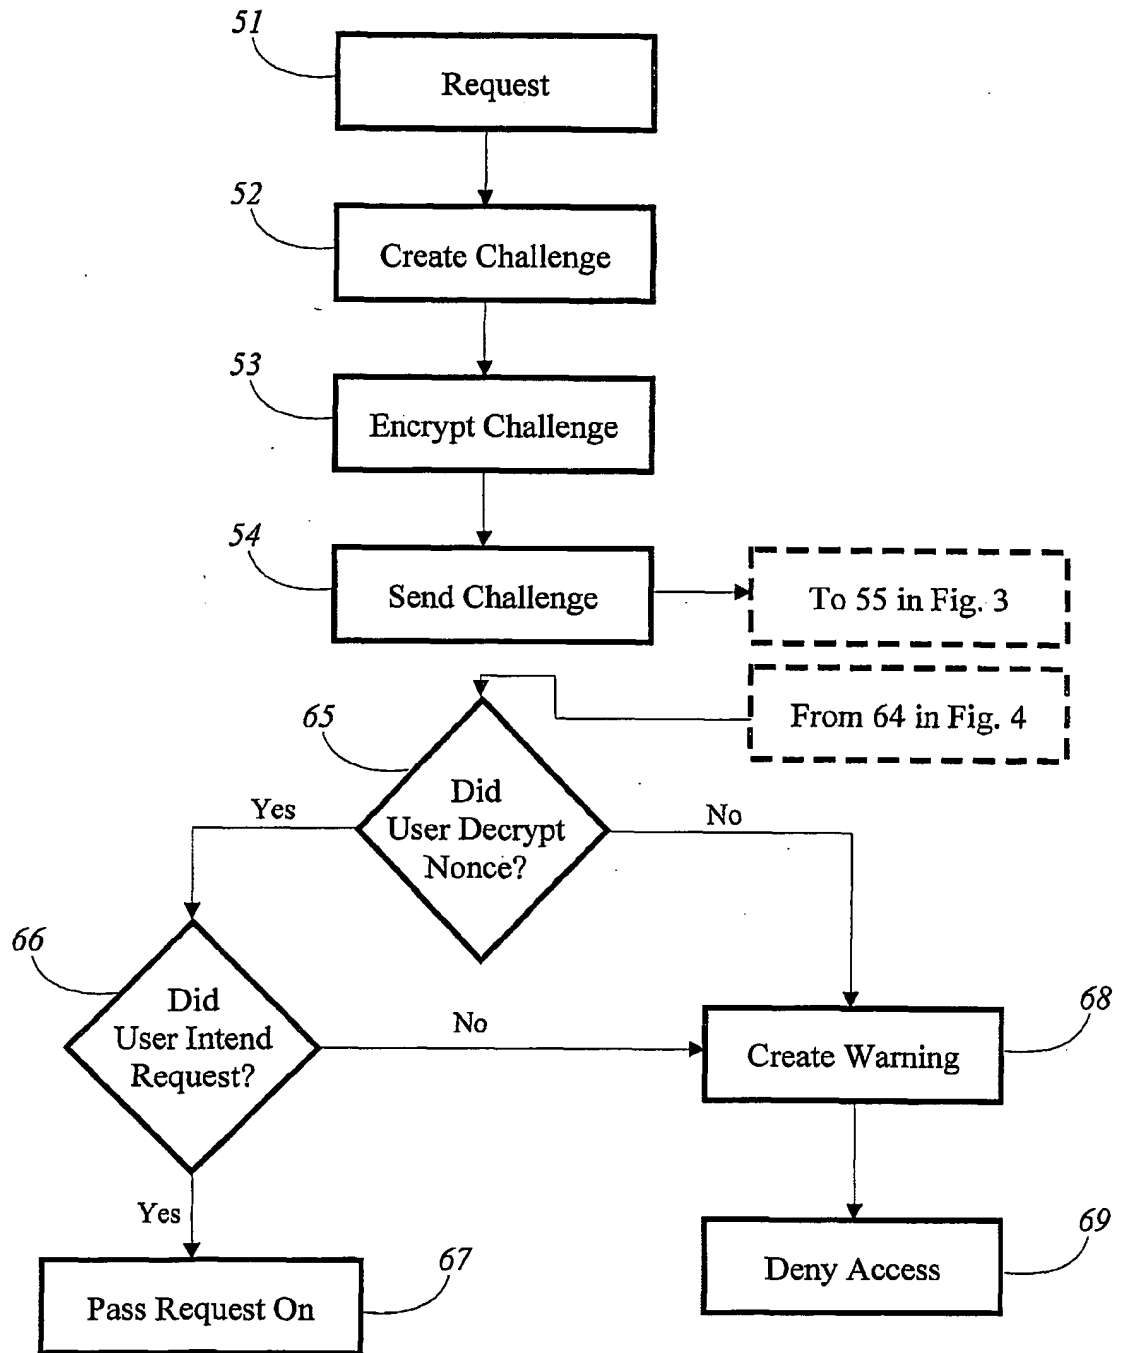 51
Request
52
Create Challenge
53
Encrypt Challenge
54
Send Challenge
To 55 in Fig. 3
From 64 in Fig. 4
65
Did
User Decrypt
Nonce?
Yes
No
66
Did
User Intend
Request?
No
68
Create Warning
Yes
67
Pass Request On
69
Deny Access